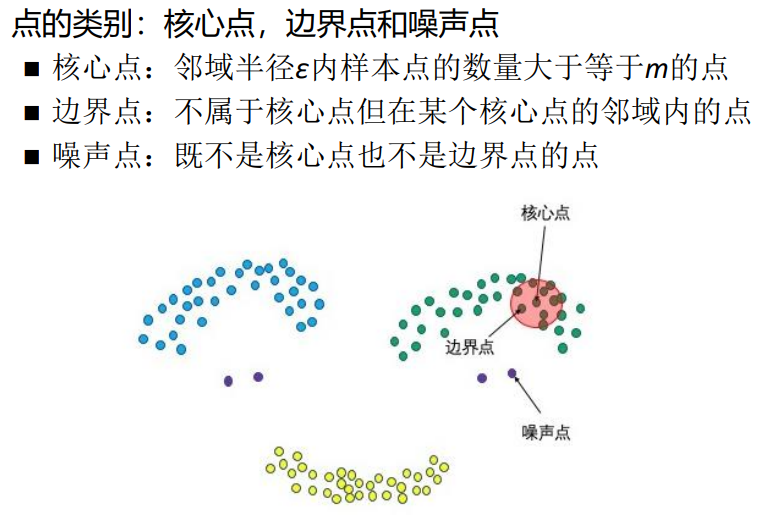 点的类别：核心点，边界点和噪声点
■ 核心点：邻域半径ε内样本点的数量大于等于m的点
■ 边界点：不属于核心点但在某个核心点的邻域内的点
■ 噪声点：既不是核心点也不是边界点的点
核心点
边界点
噪声点